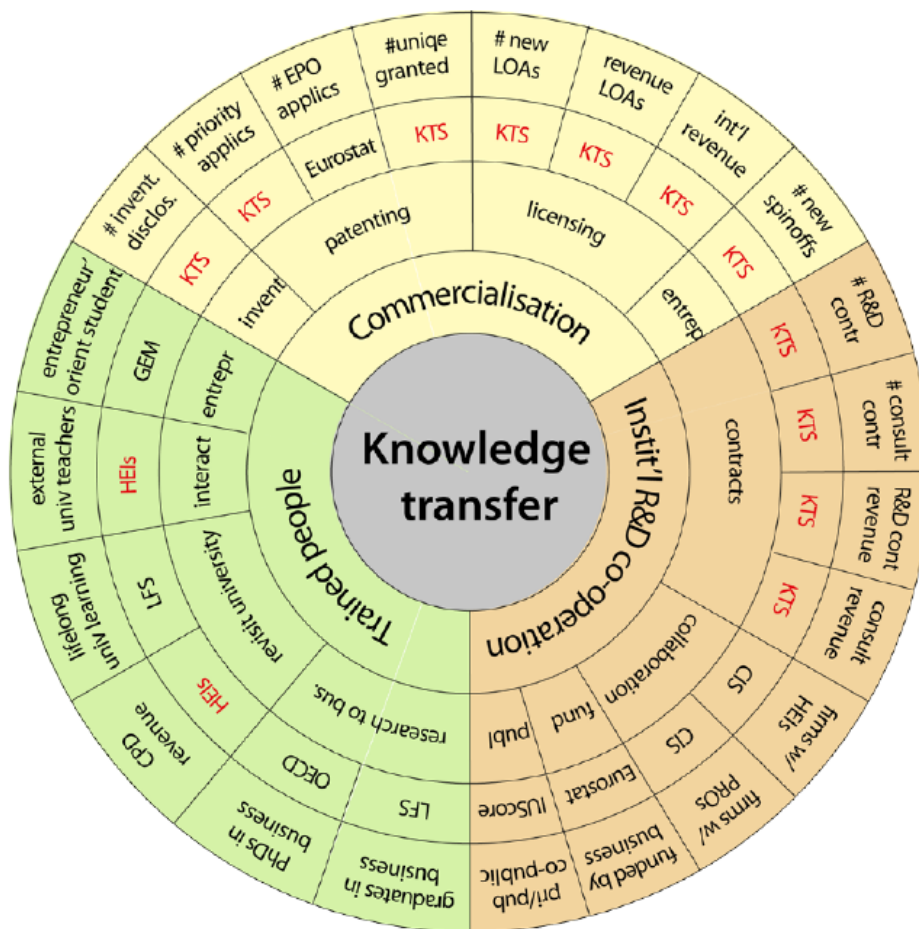 Knowledge
transfer
Commercialisation
invent
patenting
licensing
entrep
KTS
KTS
Eurostat
KTS
KTS
KTS
KTS
KTS
# invent.
disclos.
# priority
applics
# EPO
applics
#uniqe
granted
# new
LOAs
revenue
LOAs
int'l
revenue
# new
spinoffs
Instit'l R&D co-operation
contracts
collaboration
fund
publ
KTS
KTS
KTS
KTS
CIS
CIS
Eurostat
IUScore
# R&D
contr
# consult
contr
R&D cont
revenue
consult
revenue
firms w/
HEIs
firms w/
PROs
funded by
business
pri/pub
co-public
Trained people
research to bus.
revisit university
interact
entrepr
LFS
OECD
HEIs
LFS
HEIs
GEM
graduates in
business
PhDs in
business
CPD
revenue
lifelong
univ learning
external
univ teachers
entrepreneur'
orient student